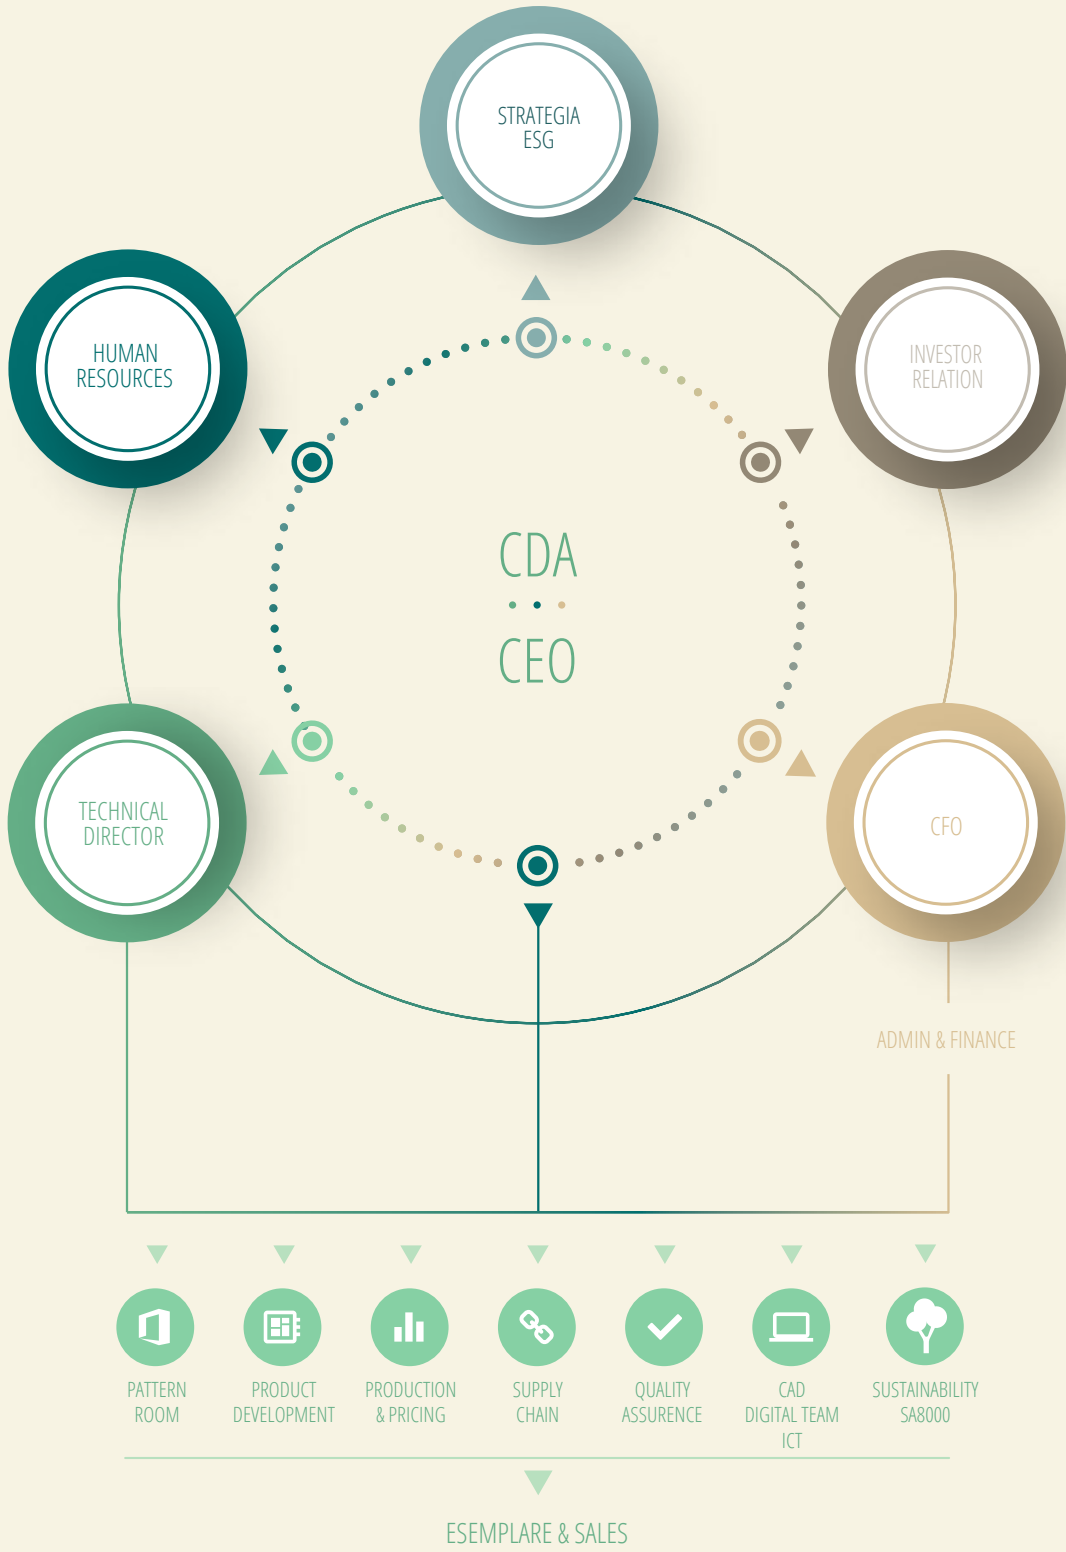 STRATEGIA
ESG
HUMAN
RESOURCES
INVESTOR
RELATION
CDA
CEO
TECHNICAL
DIRECTOR
CFO
ADMIN & FINANCE
PATTERN
ROOM
PRODUCT
DEVELOPMENT
PRODUCTION
& PRICING
SUPPLY
CHAIN
QUALITY
ASSURENCE
CAD
DIGITAL TEAM
ICT
SUSTAINABILITY
SA8000
ESEMPLARE & SALES